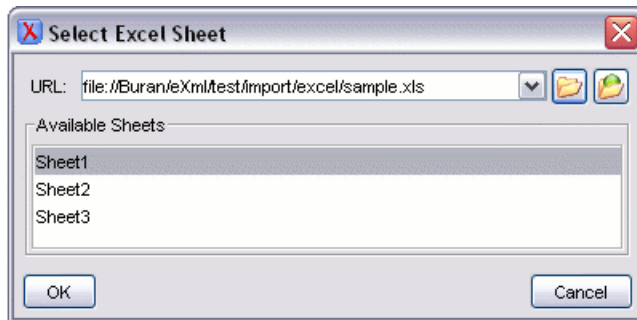 Select Excel Sheet
URL: file://Buran/eXml/test/import/excel/sample.xls
Available Sheets
Sheet1
Sheet2
Sheet3
OK Cancel